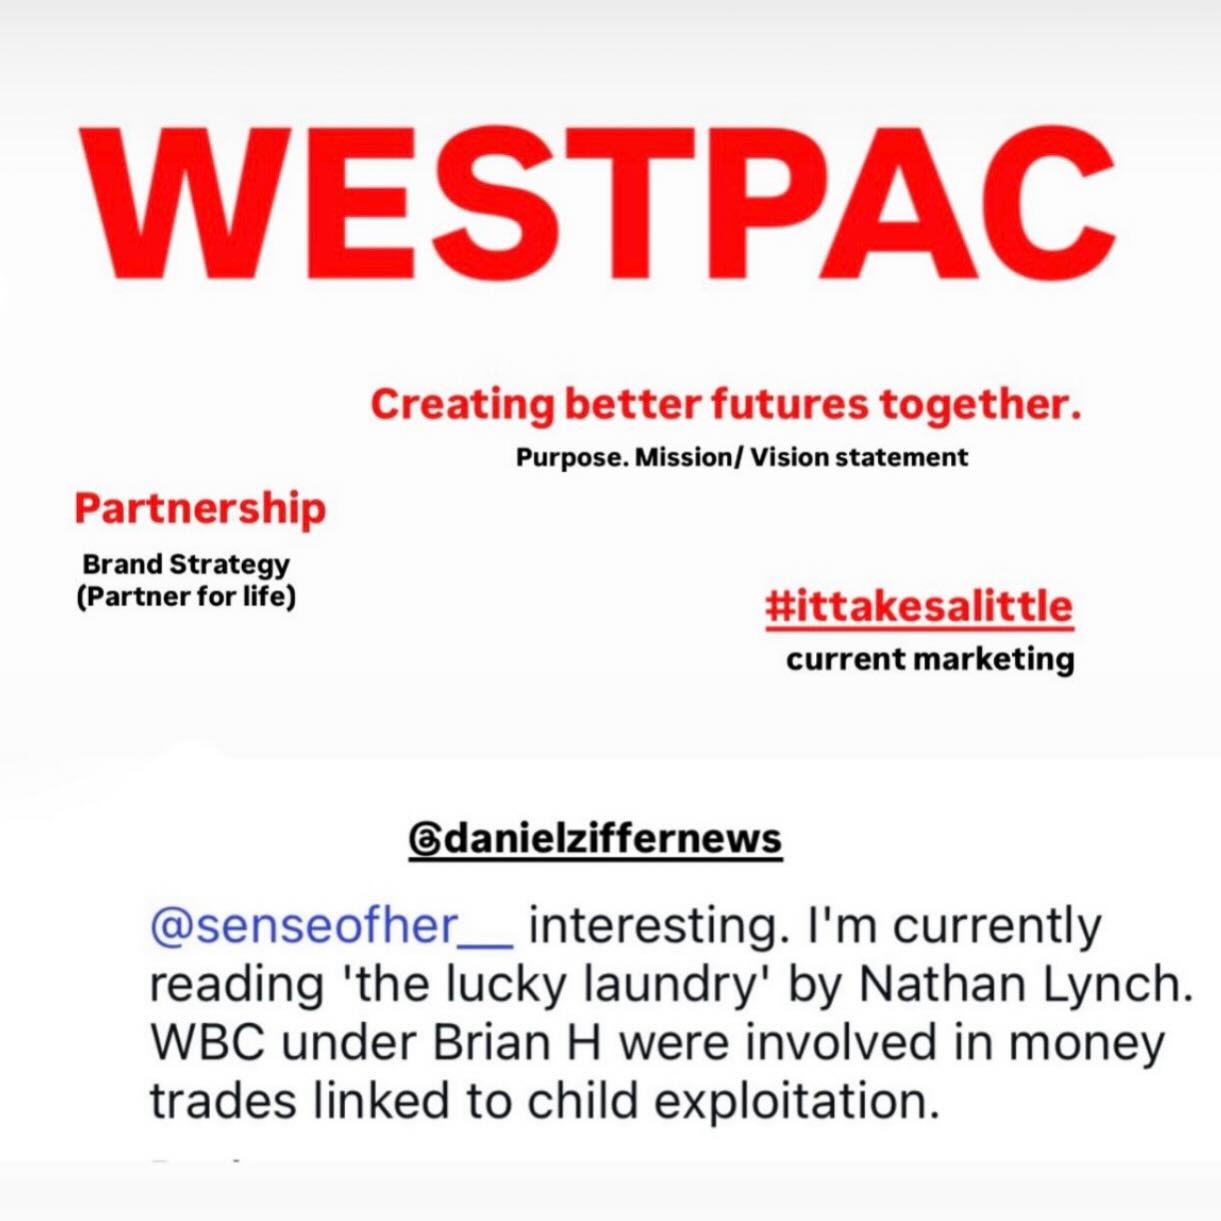 WESTPAC
Creating better futures together.
Purpose. Mission/ Vision statement
Partnership
Brand Strategy
(Partner for life)
#ittakesalittle
current marketing
@danielziffernews
@senseofher__ interesting. I'm currently
reading 'the lucky laundry' by Nathan Lynch.
WBC under Brian H were involved in money
trades linked to child exploitation.